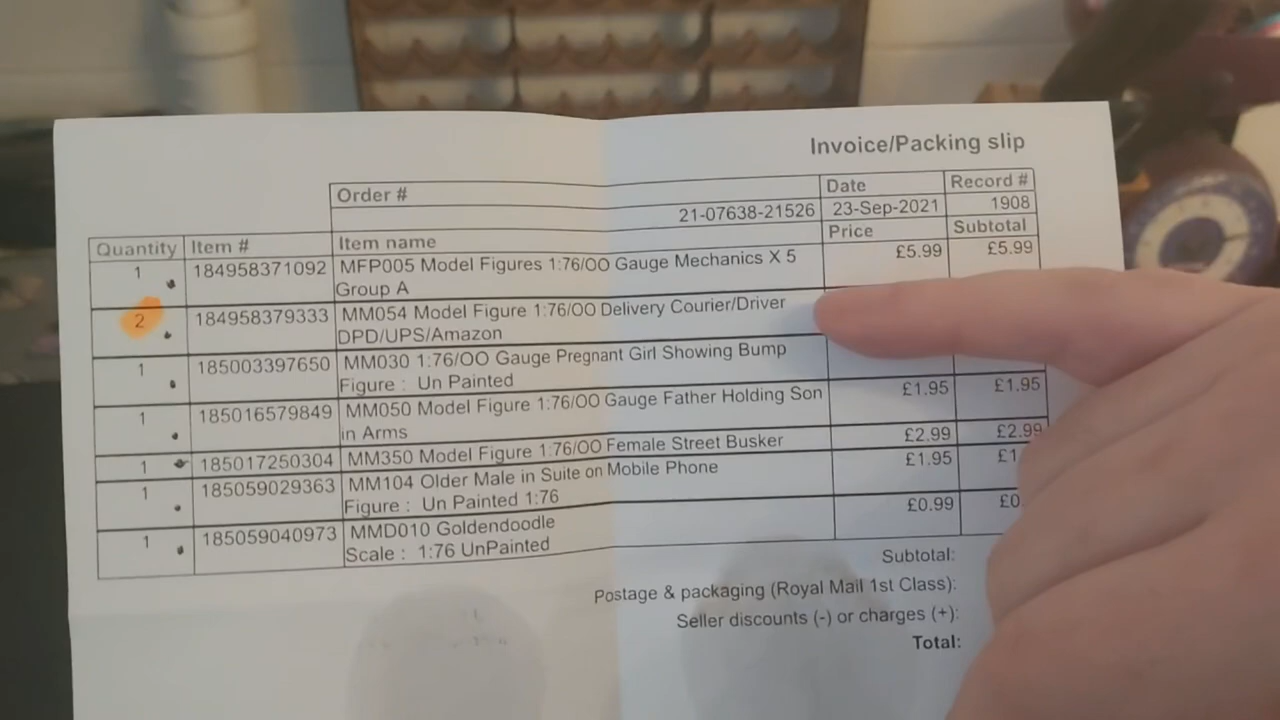 Invoice/Packing slip
Order # Date Record #
21-07638-21526 23-Sep-2021 1908
Quantity Item # Item name Price Subtotal
1 184958371092 MFP005 Model Figures 1:76/OO Gauge Mechanics X 5 £5.99 £5.99
Group A
2 184958379333 MM054 Model Figure 1:76/OO Delivery Courier/Driver
DPD/UPS/Amazon
1 185003397650 MM030 1:76/OO Gauge Pregnant Girl Showing Bump
Figure : Un Painted
1 185016579849 MM050 Model Figure 1:76/OO Gauge Father Holding Son £1.95 £1.95
in Arms
1 185017250304 MM350 Model Figure 1:76/OO Female Street Busker £2.99 £2.99
1 185059029363 MM104 Older Male in Suite on Mobile Phone £1.95
Figure : Un Painted 1:76
1 185059040973 MMD010 Goldendoodle £0.99
Scale : 1:76 UnPainted
Subtotal:
Postage & packaging (Royal Mail 1st Class):
Seller discounts (-) or charges (+):
Total: